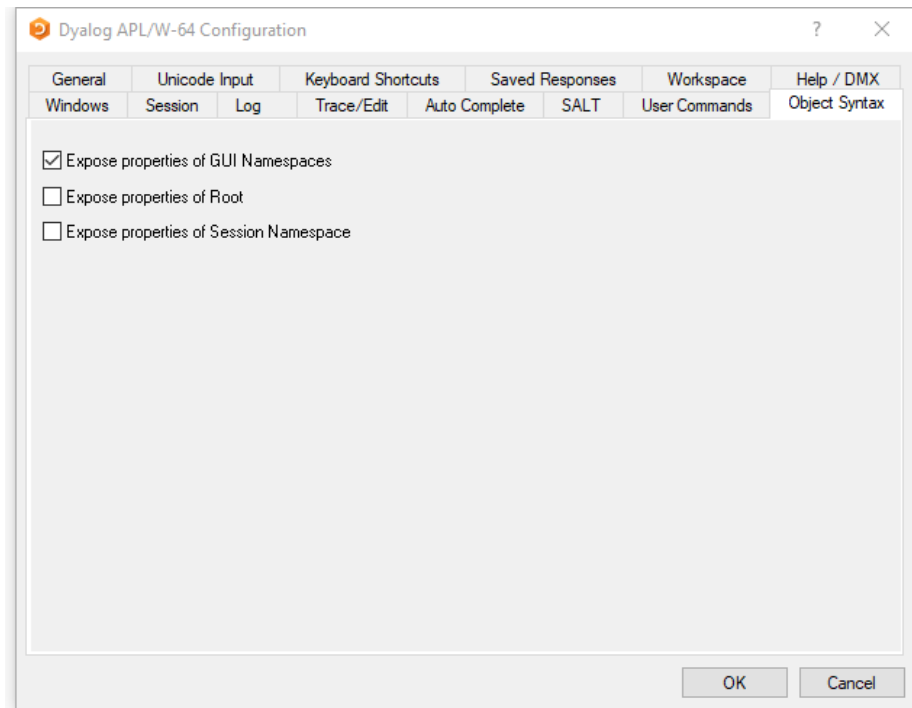 Dyalog APL/W-64 Configuration ?
General Unicode Input Keyboard Shortcuts Saved Responses Workspace Help / DMX
Windows Session Log Trace/Edit Auto Complete SALT User Commands Object Syntax
Expose properties of GUI Namespaces
Expose properties of Root
Expose properties of Session Namespace
OK Cancel